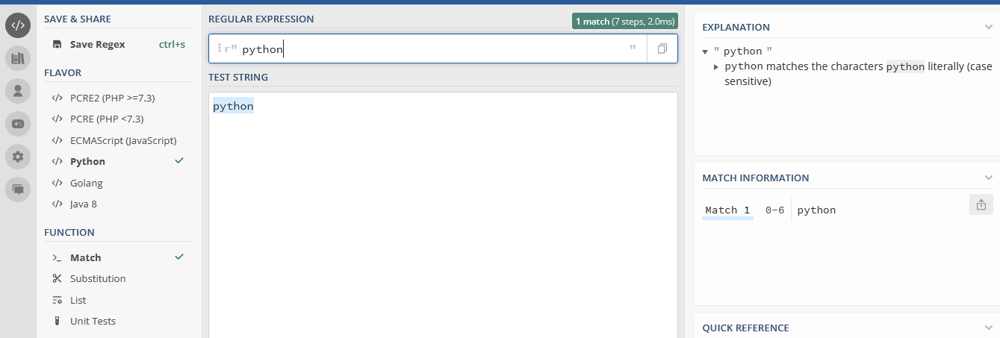 SAVE & SHARE
Save Regex ctrl+s
FLAVOR
</> PCRE2 (PHP >=7.3)
</> PCRE (PHP <7.3)
</> ECMAScript (JavaScript)
</> Python
</> Golang
</> Java 8
FUNCTION
>_ Match
Substitution
List
Unit Tests
REGULAR EXPRESSION
1 match (7 steps, 2.0ms)
r" python "
TEST STRING
python
EXPLANATION
" python "
python matches the characters python literally (case
sensitive)
MATCH INFORMATION
Match 1 0-6 python
QUICK REFERENCE